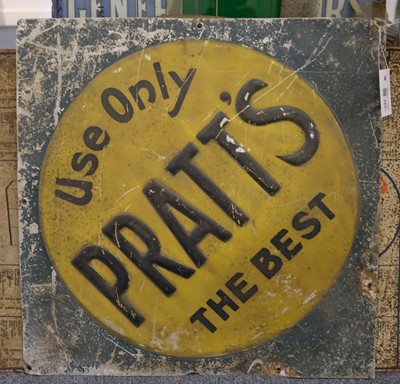 Use Only
PRATT'S
THE BEST